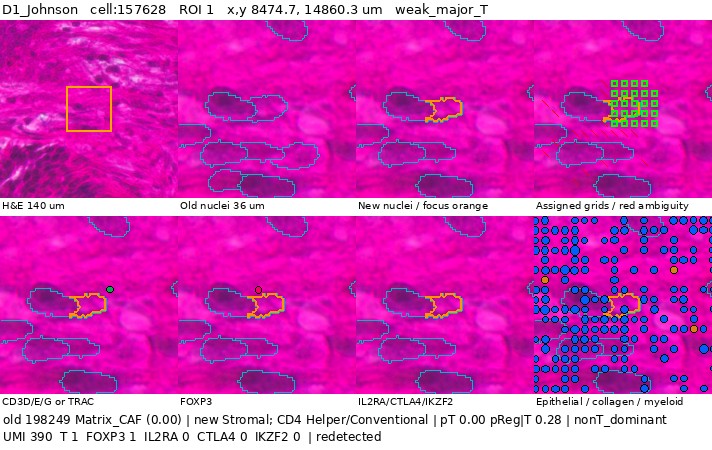 D1_Johnson cell:157628 ROI 1 x,y 8474.7, 14860.3 um weak_major_T
H&E 140 um Old nuclei 36 um New nuclei / focus orange Assigned grids / red ambiguity
CD3D/E/G or TRAC FOXP3 IL2RA/CTLA4/IKZF2 Epithelial / collagen / myeloid
old 198249 Matrix_CAF (0.00) | new Stromal; CD4 Helper/Conventional | pT 0.00 pReg|T 0.28 | nonT_dominant
UMI 390 T 1 FOXP3 1 IL2RA 0 CTLA4 0 IKZF2 0 | redetected